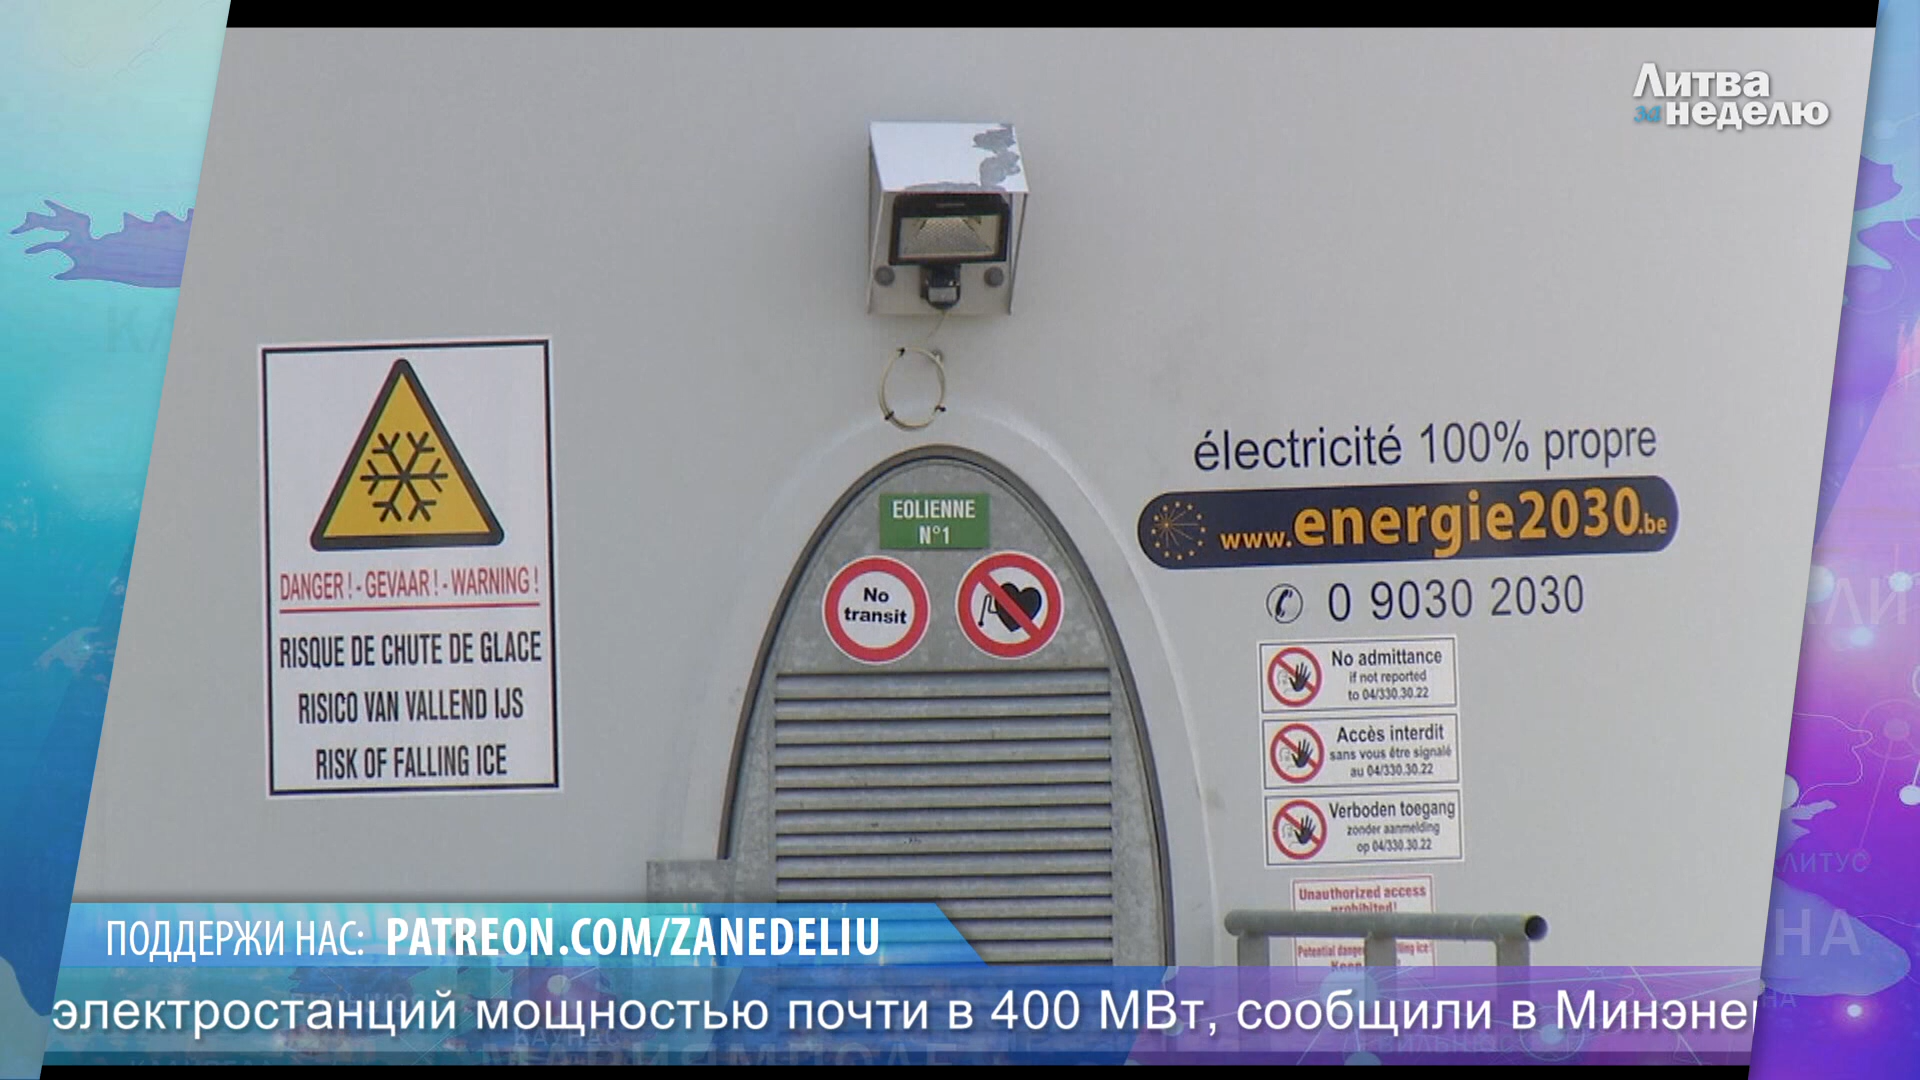 Литва
за неделю
DANGER ! - GEVAAR ! - WARNING !
RISQUE DE CHUTE DE GLACE
RISICO VAN VALLEND IJS
RISK OF FALLING ICE
EOLIENNE
N°1
No
transit
électricité 100% propre
www.energie2030.be
0 9030 2030
No admittance
if not reported
to 04/330.30.22
Accès interdit
sans vous être signalé
au 04/330.30.22
Verboden toegang
zonder aanmelding
op 04/330.30.22
Unauthorized access
prohibited!
ПОДДЕРЖИ НАС: PATREON.COM/ZANEDELIU
электростанций мощностью почти в 400 МВт, сообщили в